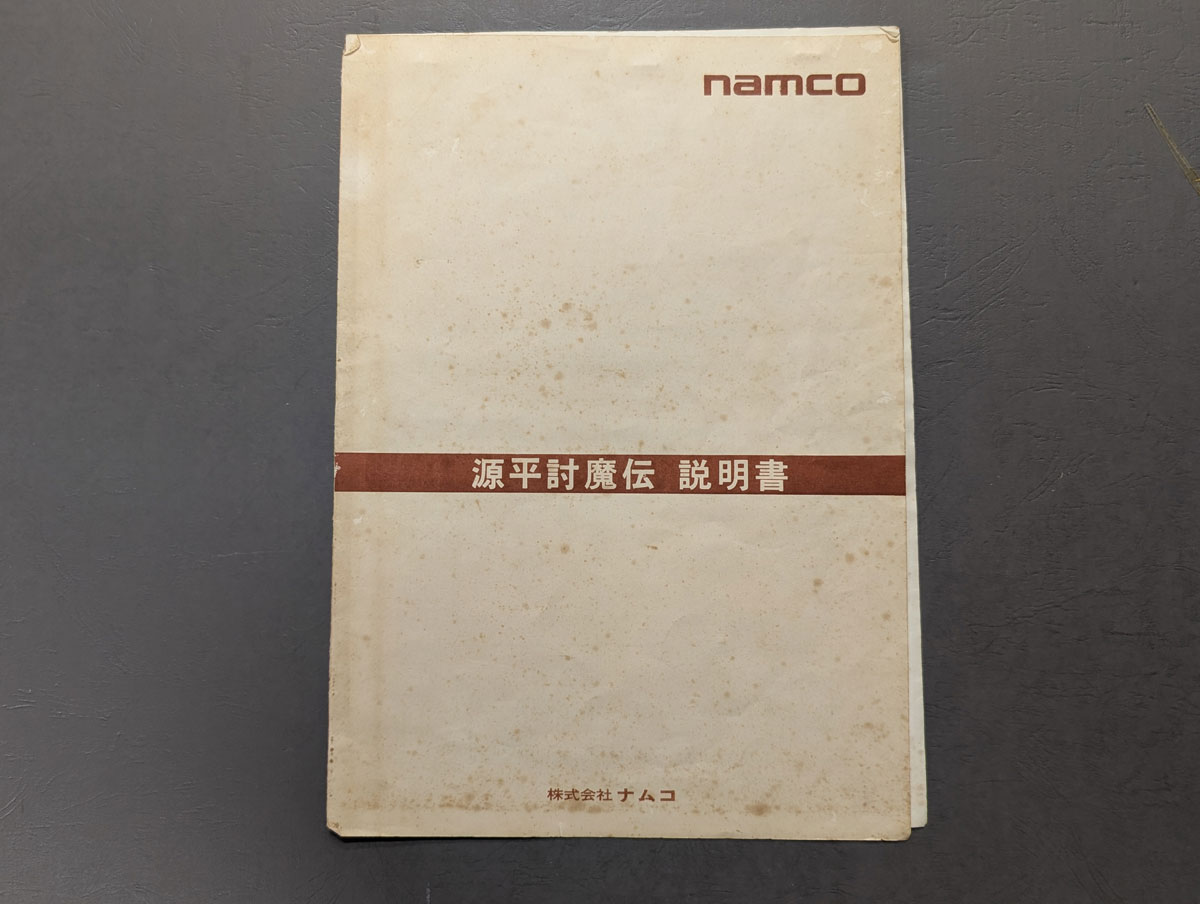 namco
源平討魔伝 説明書
株式会社 ナムコ